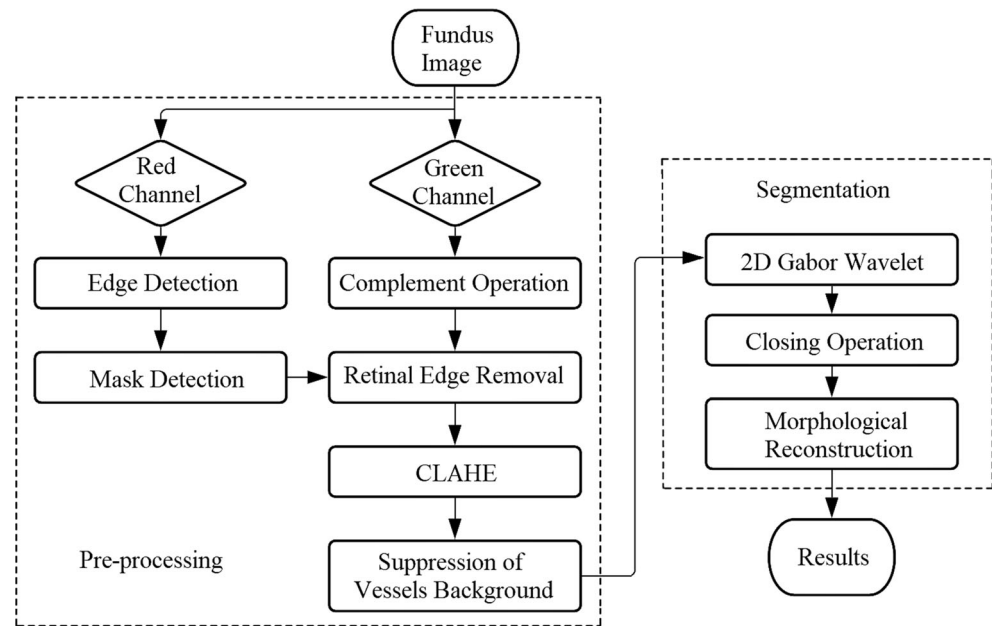 Fundus
Image
Red
Channel
Green
Channel
Edge Detection
Complement Operation
Mask Detection
Retinal Edge Removal
CLAHE
Suppression of
Vessels Background
Pre-processing
Segmentation
2D Gabor Wavelet
Closing Operation
Morphological
Reconstruction
Results